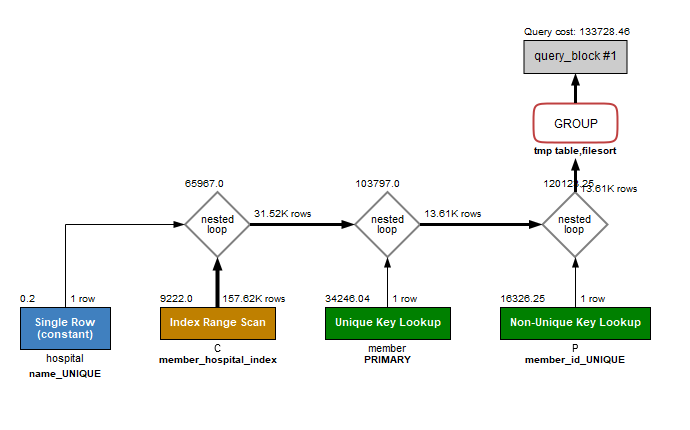 Query cost: 133728.46
query_block #1
GROUP
tmp table,filesort
65967.0
103797.0
13.61K rows
nested
loop
31.52K rows
nested
loop
13.61K rows
nested
loop
0.2
1 row
9222.0
157.62K rows
34246.04
1 row
16326.25
1 row
Single Row
(constant)
Index Range Scan
Unique Key Lookup
Non-Unique Key Lookup
hospital
name_UNIQUE
C
member_hospital_index
member
PRIMARY
P
member_id_UNIQUE